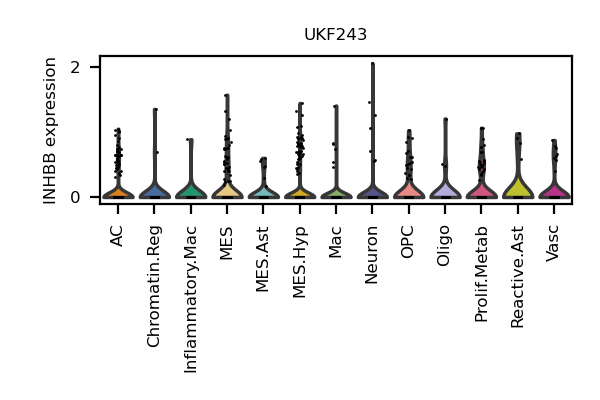 UKF243
INHBB expression
2
0
AC
Chromatin.Reg
Inflammatory.Mac
MES
MES.Ast
MES.Hyp
Mac
Neuron
OPC
Oligo
Prolif.Metab
Reactive.Ast
Vasc